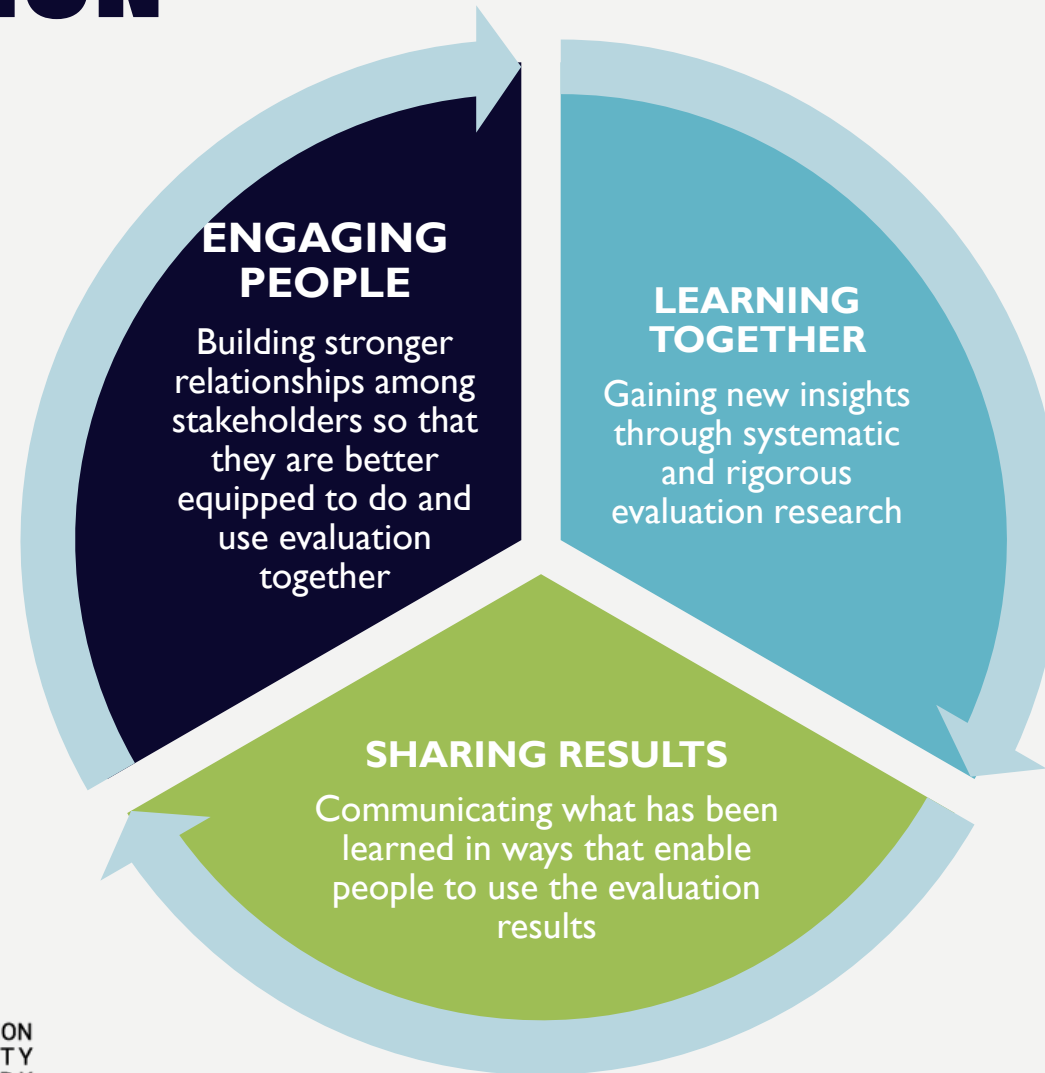 ENGAGING
PEOPLE
Building stronger
relationships among
stakeholders so that
they are better
equipped to do and
use evaluation
together
LEARNING
TOGETHER
Gaining new insights
through systematic
and rigorous
evaluation research
SHARING RESULTS
Communicating what has been
learned in ways that enable
people to use the evaluation
results